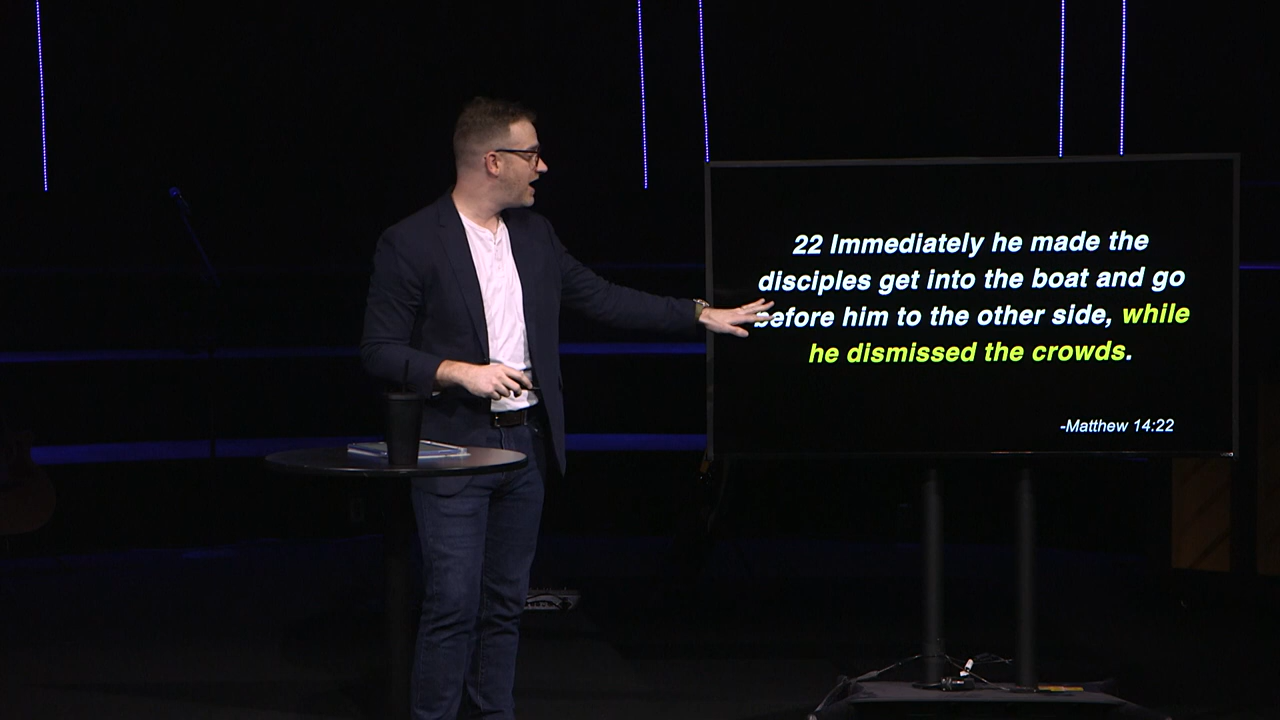 22 Immediately he made the
disciples get into the boat and go
before him to the other side, while
he dismissed the crowds.
-Matthew 14:22